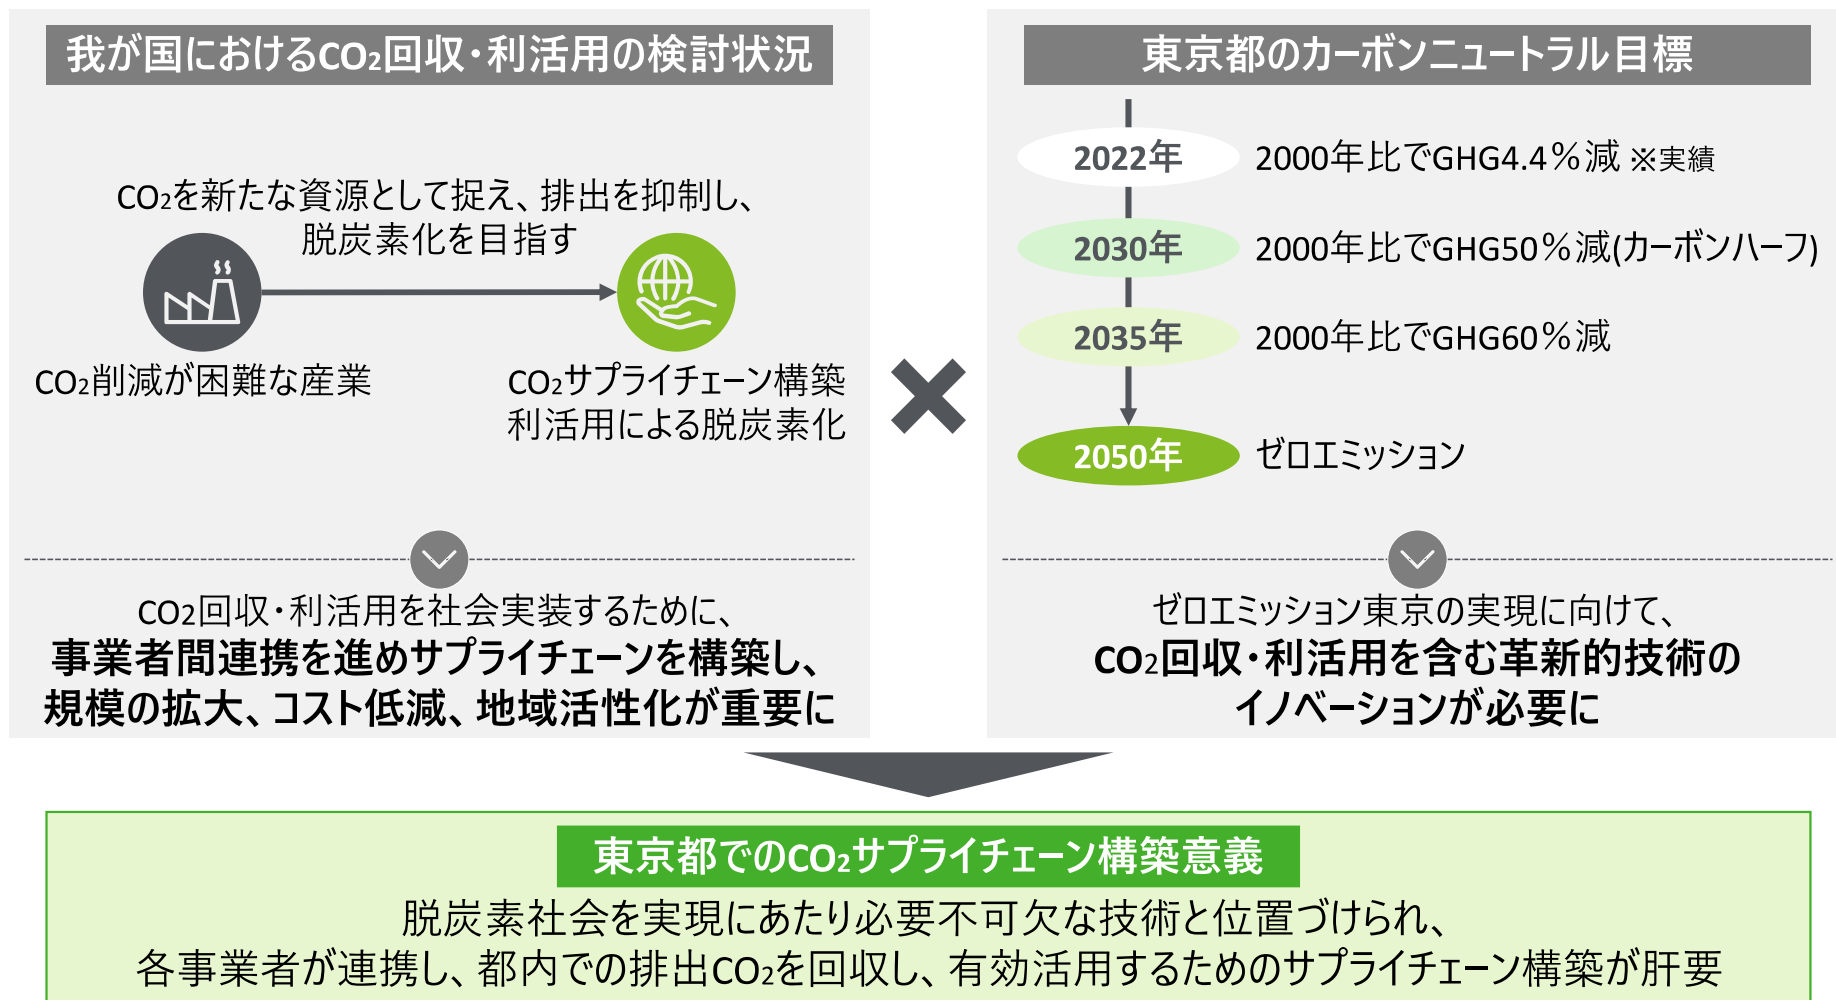 我が国におけるCO₂回収・利活用の検討状況
CO₂を新たな資源として捉え、排出を抑制し、
脱炭素化を目指す
CO₂削減が困難な産業
CO₂サプライチェーン構築
利活用による脱炭素化
CO₂回収・利活用を社会実装するために、
事業者間連携を進めサプライチェーンを構築し、
規模の拡大、コスト低減、地域活性化が重要に
東京都のカーボンニュートラル目標
2022年 2000年比でGHG4.4%減 ※実績
2030年 2000年比でGHG50%減(カーボンハーフ)
2035年 2000年比でGHG60%減
2050年 ゼロエミッション
ゼロエミッション東京の実現に向けて、
CO₂回収・利活用を含む革新的技術の
イノベーションが必要に
東京都でのCO₂サプライチェーン構築意義
脱炭素社会を実現にあたり必要不可欠な技術と位置づけられ、
各事業者が連携し、都内での排出CO₂を回収し、有効活用するためのサプライチェーン構築が肝要